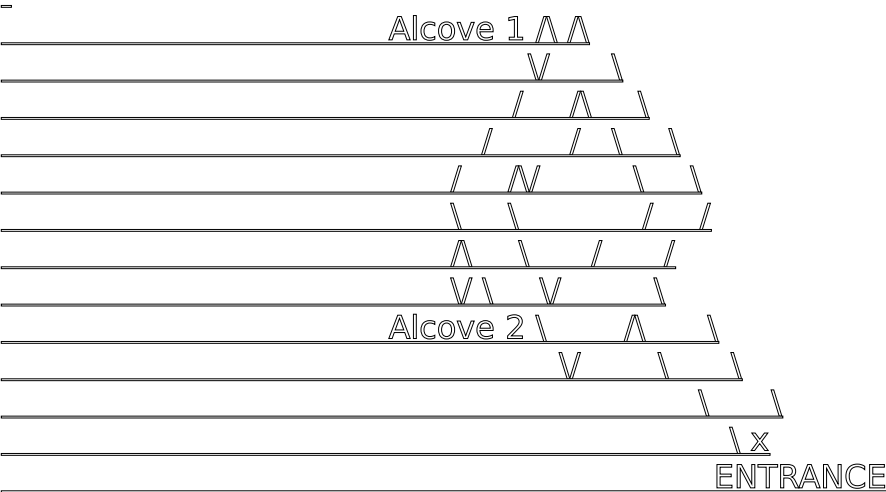 Alcove 1 /\ /\
\/ \
/ /\ \
/ / \ \
/ /\/ \ \
\ \ / /
/\ \ / /
\/ \ \/ \
Alcove 2 \ /\ \
\/ \ \
\ \
\ x
ENTRANCE